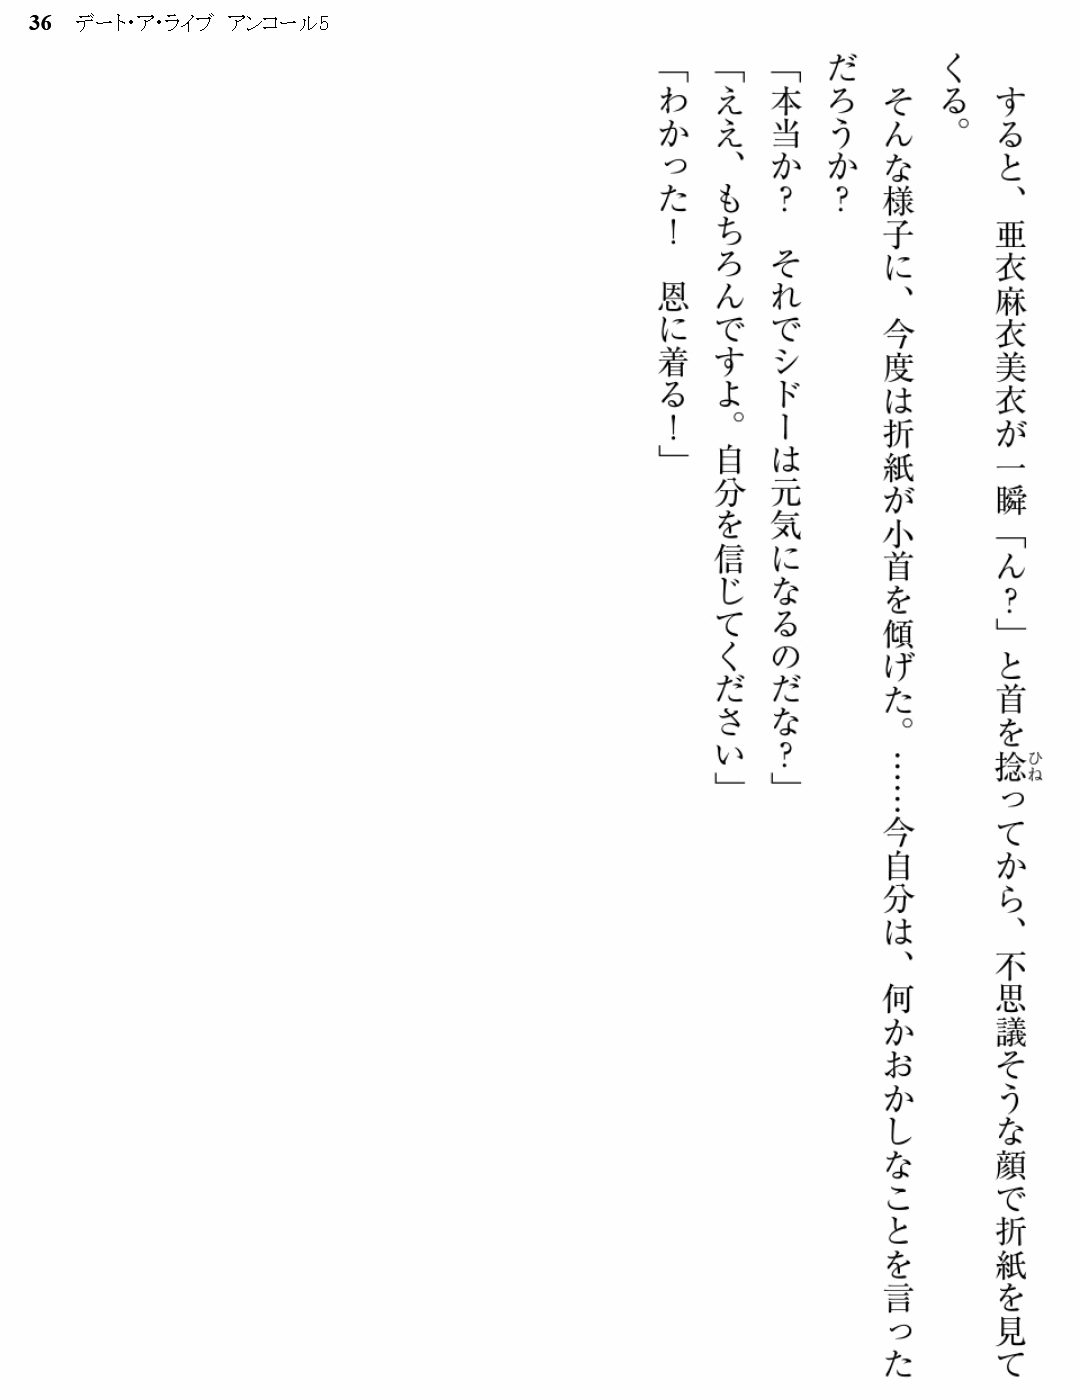 36 デート・ア・ライブ アンコール5
　すると、亜衣麻衣美衣が一瞬「ん？」と首を捻ってから、不思議そうな顔で折紙を見て
ひね
くる。
　そんな様子に、今度は折紙が小首を傾げた。……今自分は、何かおかしなことを言った
だろうか？
「本当か？　それでシドーは元気になるのだな？」
「ええ、もちろんですよ。自分を信じてください」
「わかった！　恩に着る！」